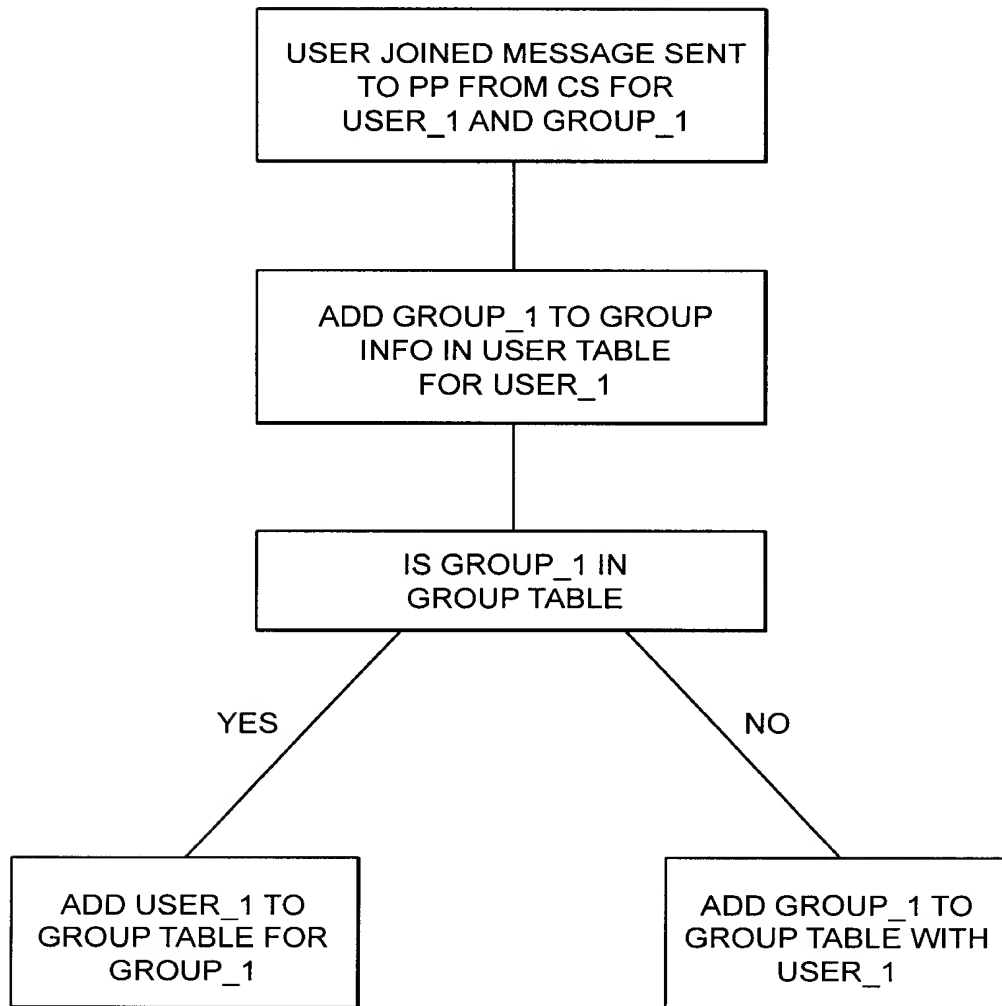 USER JOINED MESSAGE SENT
TO PP FROM CS FOR
USER_1 AND GROUP_1
ADD GROUP_1 TO GROUP
INFO IN USER TABLE
FOR USER_1
IS GROUP_1 IN
GROUP TABLE
YES
NO
ADD USER_1 TO
GROUP TABLE FOR
GROUP_1
ADD GROUP_1 TO
GROUP TABLE WITH
USER_1